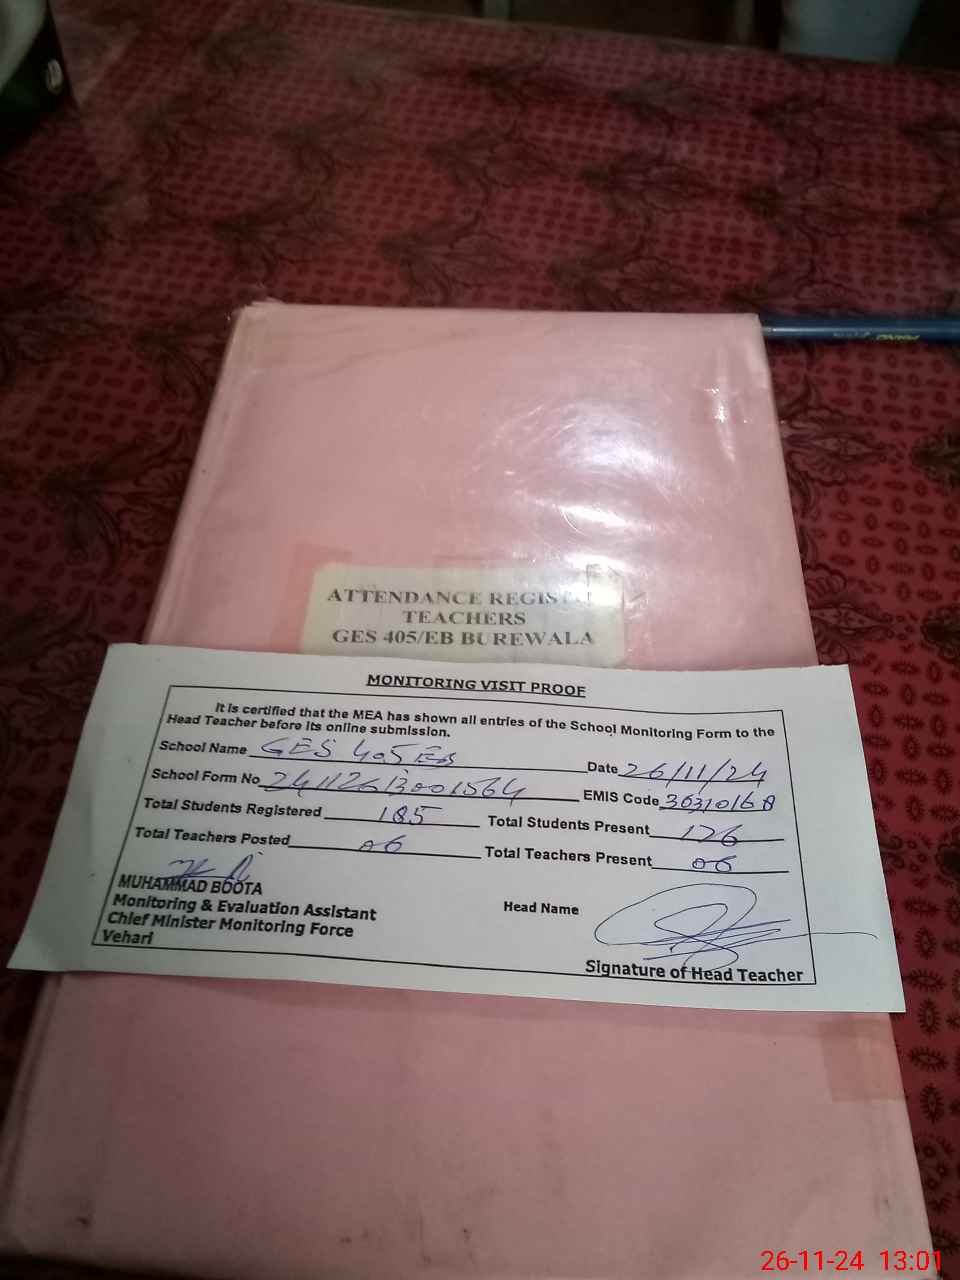 ATTENDANCE REGIST
TEACHERS
GES 405/EB BUREWALA
MONITORING VISIT PROOF
It is certified that the MEA has shown all entries of the School Monitoring Form to the
Head Teacher before its online submission.
School Name GES 405 EB
Date 26/11/24
School Form No 24112613001564
EMIS Code
Total Students Registered 185
Total Students Present 176
Total Teachers Posted 06
Total Teachers Present 06
MUHAMMAD BOOTA
Monitoring & Evaluation Assistant
Chief Minister Monitoring Force
Vehari
Head Name
Signature of Head Teacher
26-11-24 13:01